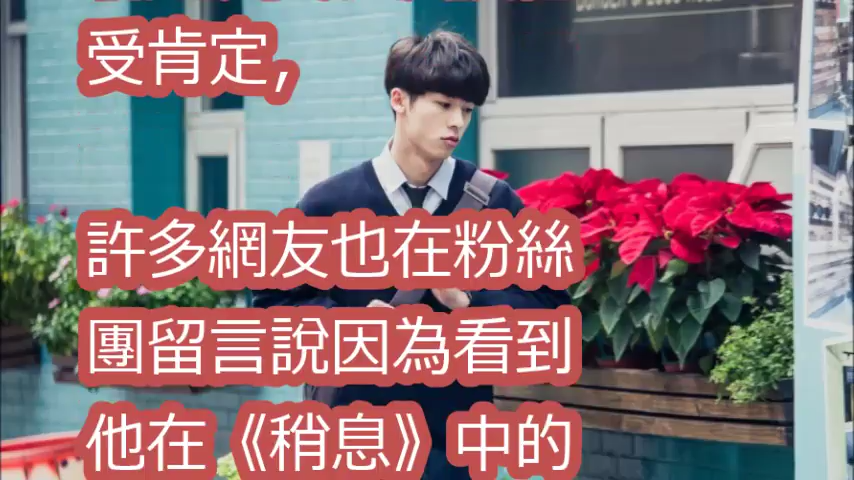 受肯定,
許多網友也在粉絲
團留言說因為看到
他在《稍息》中的